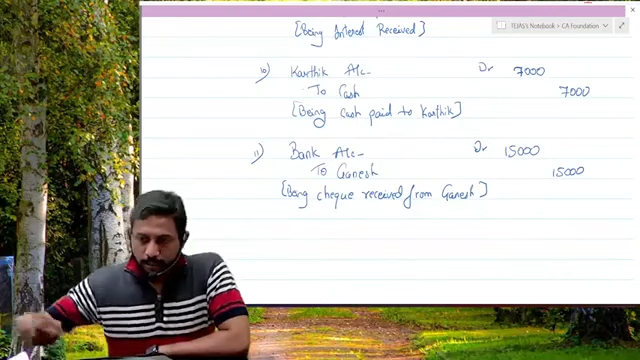 TEJAS's Notebook > CA Foundation
[Being Interest Received]
10) Karthik A/c- Dr 7000
To Cash 7000
[Being cash paid to Karthik]
11) Bank A/c- Dr 15000
To Ganesh 15000
[Being cheque received from Ganesh]